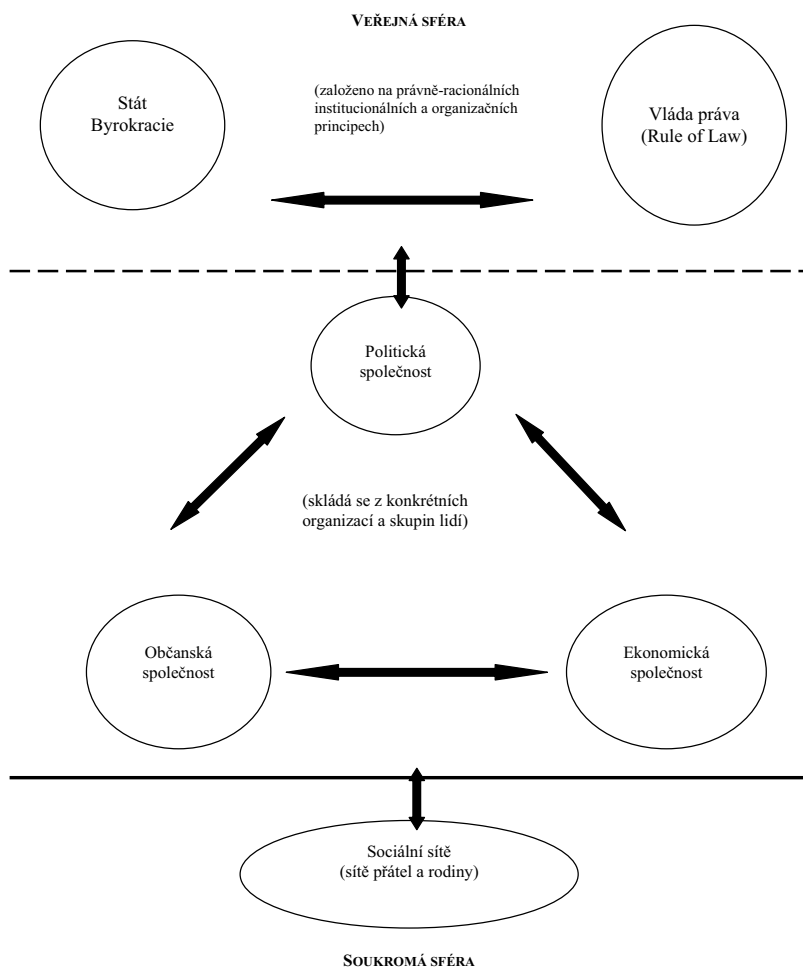 VEŘEJNÁ SFÉRA
Stát
Byrokracie
(založeno na právně-racionálních
institucionálních a organizačních
principech)
Vláda práva
(Rule of Law)
Politická
společnost
(skládá se z konkrétních
organizací a skupin lidí)
Občanská
společnost
Ekonomická
společnost
Sociální sítě
(sítě přátel a rodiny)
SOUKROMÁ SFÉRA